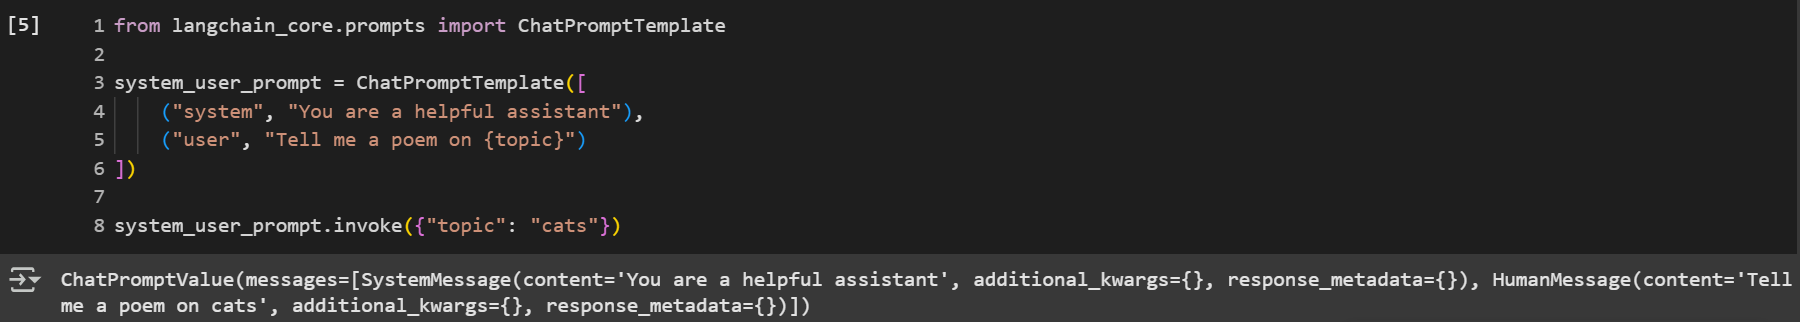 [5] 1 from langchain_core.prompts import ChatPromptTemplate
2
3 system_user_prompt = ChatPromptTemplate([
4     ("system", "You are a helpful assistant"),
5     ("user", "Tell me a poem on {topic}")
6 ])
7
8 system_user_prompt.invoke({"topic": "cats"})
ChatPromptValue(messages=[SystemMessage(content='You are a helpful assistant', additional_kwargs={}, response_metadata={}), HumanMessage(content='Tell
me a poem on cats', additional_kwargs={}, response_metadata={})])